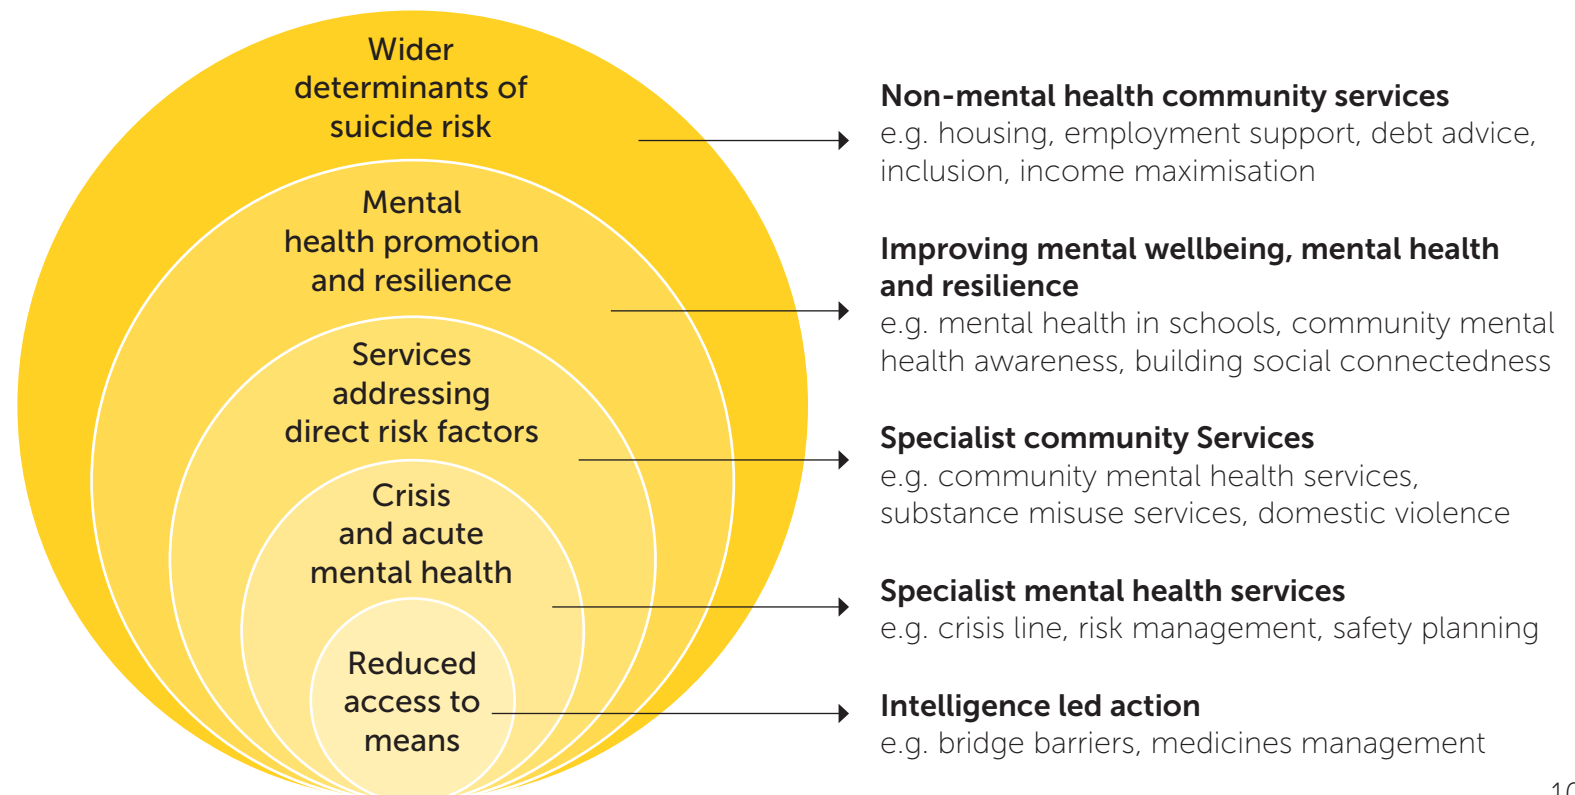 Wider
determinants of
suicide risk
Mental
health promotion
and resilience
Services
addressing
direct risk factors
Crisis
and acute
mental health
Reduced
access to
means
Non-mental health community services
e.g. housing, employment support, debt advice,
inclusion, income maximisation
Improving mental wellbeing, mental health
and resilience
e.g. mental health in schools, community mental
health awareness, building social connectedness
Specialist community Services
e.g. community mental health services,
substance misuse services, domestic violence
Specialist mental health services
e.g. crisis line, risk management, safety planning
Intelligence led action
e.g. bridge barriers, medicines management